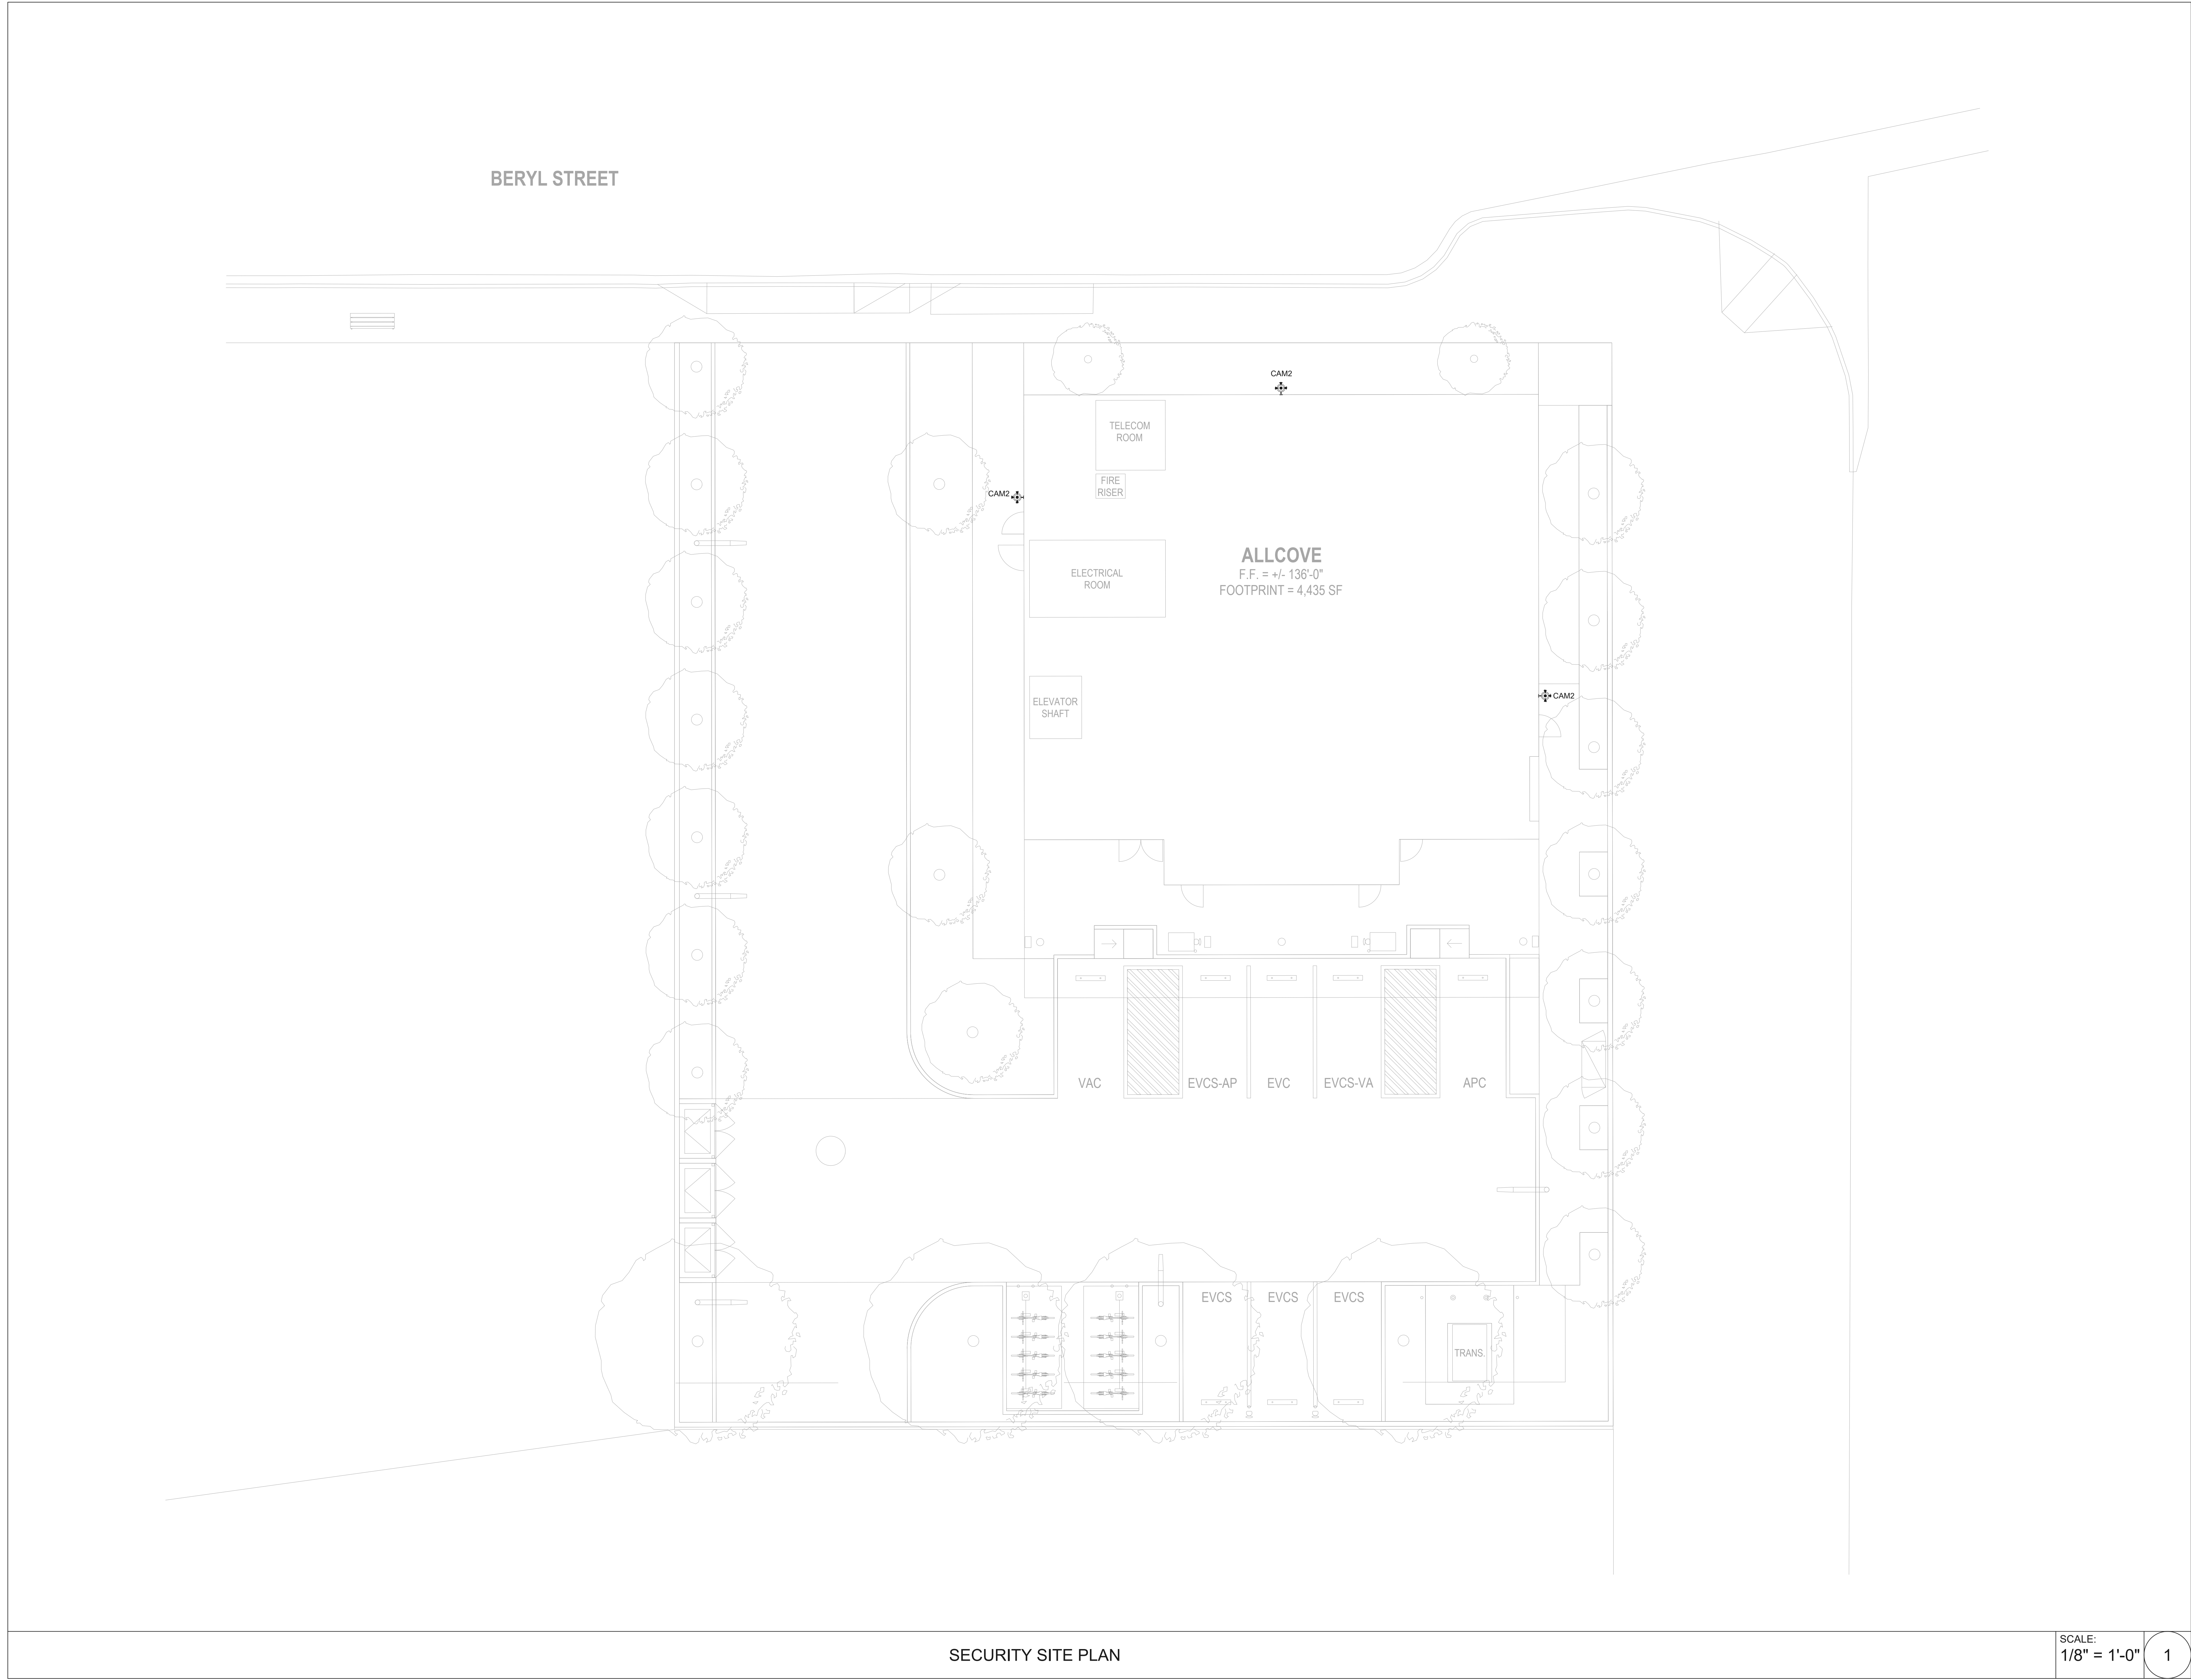 BERYL STREET
CAM2
TELECOM
ROOM
FIRE
RISER
CAM2
ALLCOVE
F.F. = +/- 136'-0"
FOOTPRINT = 4,435 SF
ELECTRICAL
ROOM
ELEVATOR
SHAFT
CAM2
VAC
EVCS-AP
EVC
EVCS-VA
APC
EVCS
EVCS
EVCS
TRANS.
SECURITY SITE PLAN
SCALE:
1/8" = 1'-0"
1